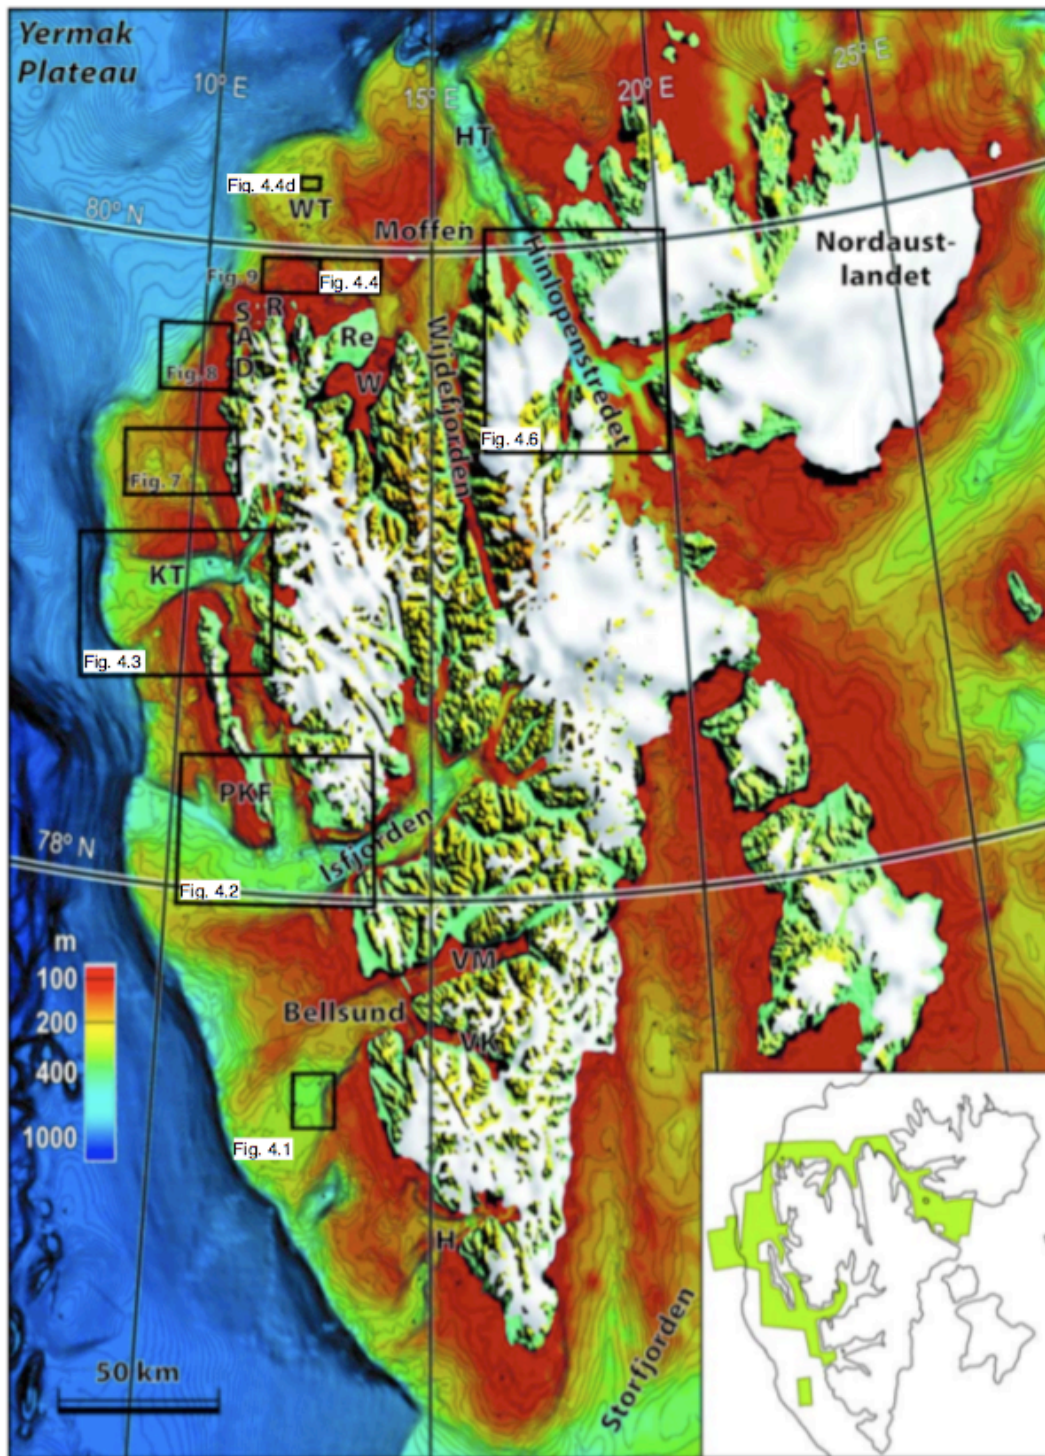 Yermak
Plateau
10° E
15° E
20° E
25° E
HT
Fig. 4.4d
WT
80° N
Moffen
Nordaust-
landet
Hinlopenstredet
Fig. 9
Fig. 4.4
S
R
A
Re
D
Fig. 8
W
Wijdefjorden
Fig. 4.6
Fig. 7
KT
Fig. 4.3
PKF
78° N
Isfjorden
Fig. 4.2
m
100
200
400
1000
VM
Bellsund
VK
Fig. 4.1
H
50 km
Storfjorden